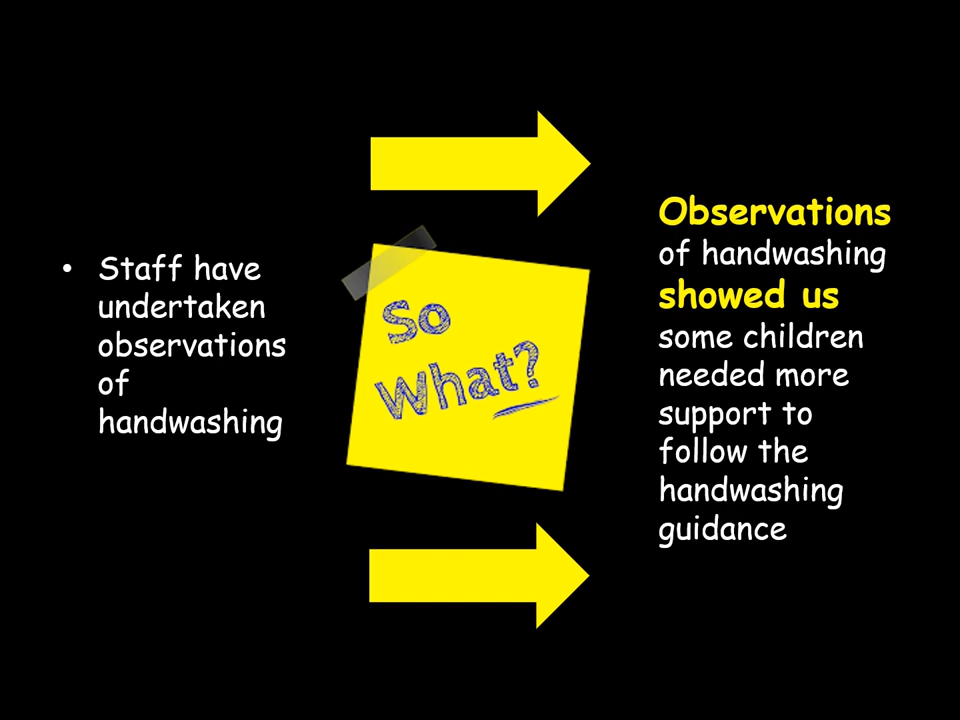 • Staff have
undertaken
observations
of
handwashing
So
What?
Observations
of handwashing
showed us
some children
needed more
support to
follow the
handwashing
guidance